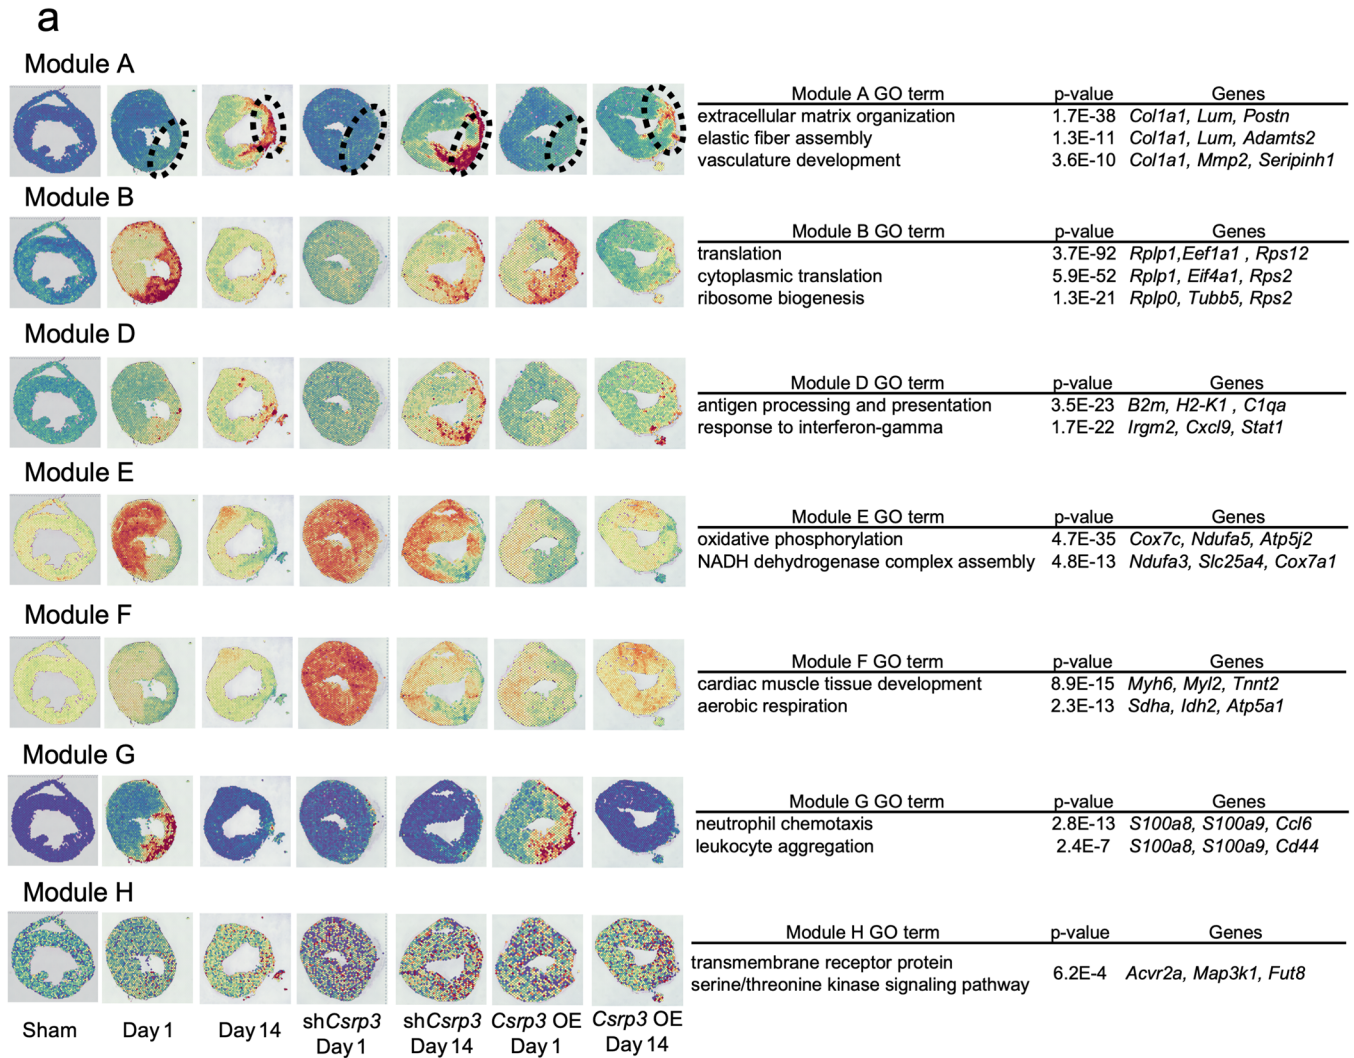 a
Module A
Module A GO term p-value Genes
extracellular matrix organization 1.7E-38 Col1a1, Lum, Postn
elastic fiber assembly 1.3E-11 Col1a1, Lum, Adamts2
vasculature development 3.6E-10 Col1a1, Mmp2, Seripinh1
Module B
Module B GO term p-value Genes
translation 3.7E-92 Rplp1,Eef1a1 , Rps12
cytoplasmic translation 5.9E-52 Rplp1, Eif4a1, Rps2
ribosome biogenesis 1.3E-21 Rplp0, Tubb5, Rps2
Module D
Module D GO term p-value Genes
antigen processing and presentation 3.5E-23 B2m, H2-K1 , C1qa
response to interferon-gamma 1.7E-22 Irgm2, Cxcl9, Stat1
Module E
Module E GO term p-value Genes
oxidative phosphorylation 4.7E-35 Cox7c, Ndufa5, Atp5j2
NADH dehydrogenase complex assembly 4.8E-13 Ndufa3, Slc25a4, Cox7a1
Module F
Module F GO term p-value Genes
cardiac muscle tissue development 8.9E-15 Myh6, Myl2, Tnnt2
aerobic respiration 2.3E-13 Sdha, Idh2, Atp5a1
Module G
Module G GO term p-value Genes
neutrophil chemotaxis 2.8E-13 S100a8, S100a9, Ccl6
leukocyte aggregation 2.4E-7 S100a8, S100a9, Cd44
Module H
Module H GO term p-value Genes
transmembrane receptor protein
serine/threonine kinase signaling pathway 6.2E-4 Acvr2a, Map3k1, Fut8
Sham Day 1 Day 14 shCsrp3 shCsrp3 Csrp3 OE Csrp3 OE
Day 1 Day 14 Day 1 Day 14